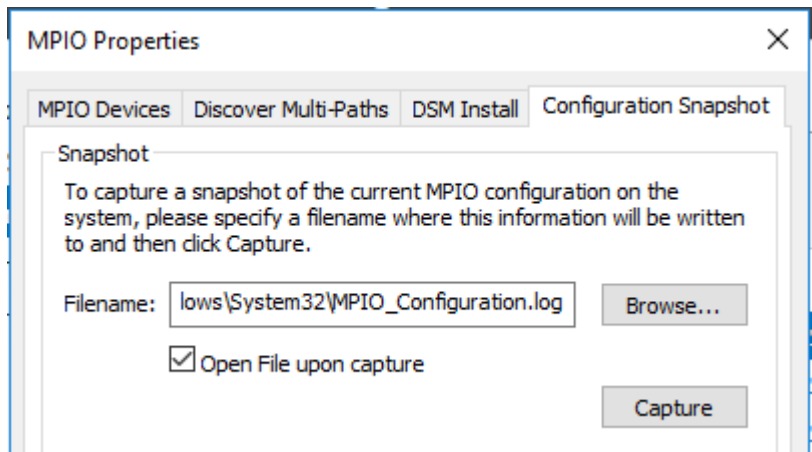 MPIO Properties
MPIO Devices Discover Multi-Paths DSM Install Configuration Snapshot
Snapshot
To capture a snapshot of the current MPIO configuration on the
system, please specify a filename where this information will be written
to and then click Capture.
Filename: lows\System32\MPIO_Configuration.log Browse...
Open File upon capture
Capture